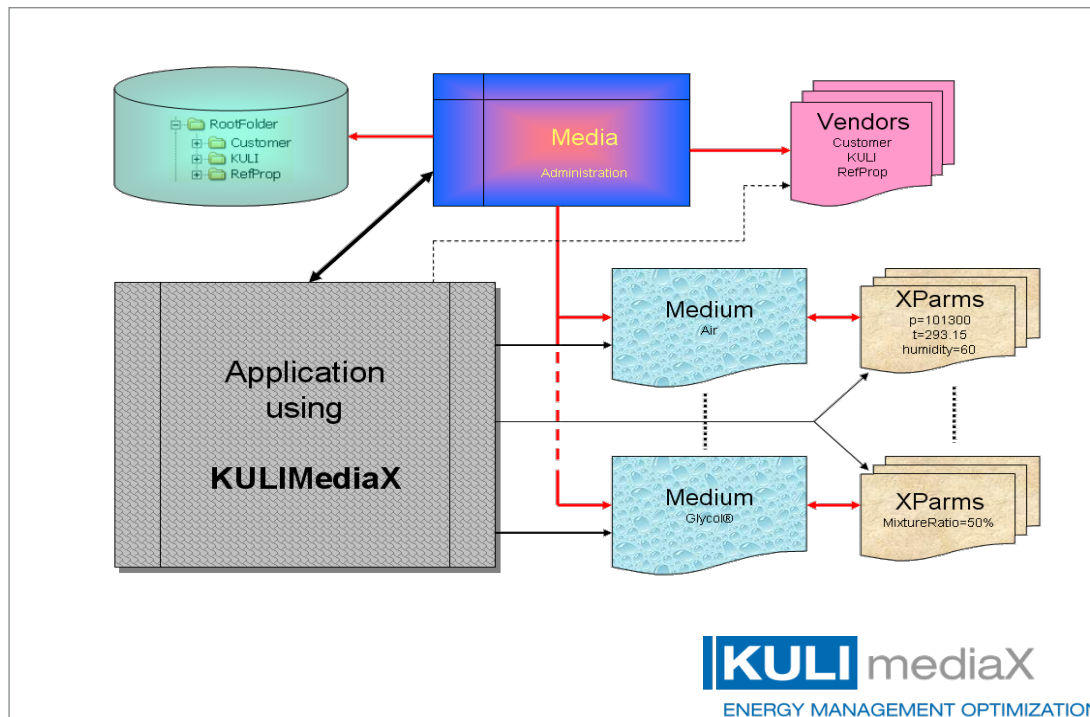 RootFolder
Customer
KULI
RefProp
Media
Administration
Vendors
Customer
KULI
RefProp
Application
using
KULIMediaX
Medium
Air
XParms
p=101300
t=293.15
humidity=60
Medium
Glycol®
XParms
MixtureRatio=50%
KULI mediaX
ENERGY MANAGEMENT OPTIMIZATION